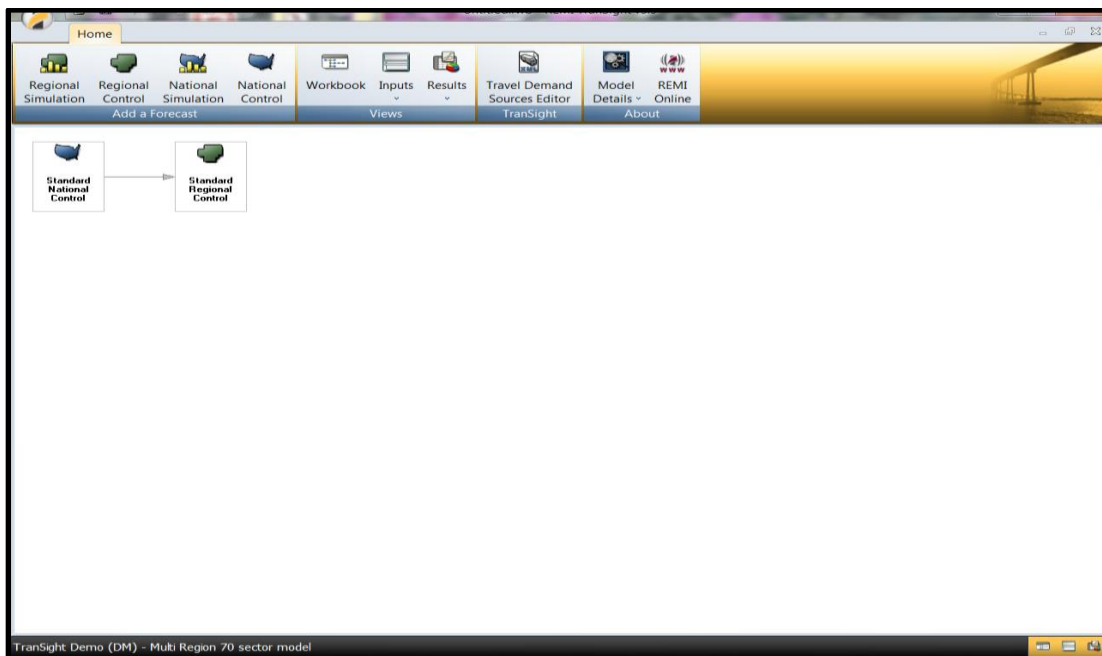 Home
Regional
Simulation
Regional
Control
National
Simulation
National
Control
Add a Forecast
Workbook
Inputs
Results
Views
Travel Demand
Sources Editor
TranSight
Model
Details
REMI
Online
About
XML
WWW
Standard
National
Control
Standard
Regional
Control
TranSight Demo (DM) - Multi Region 70 sector model